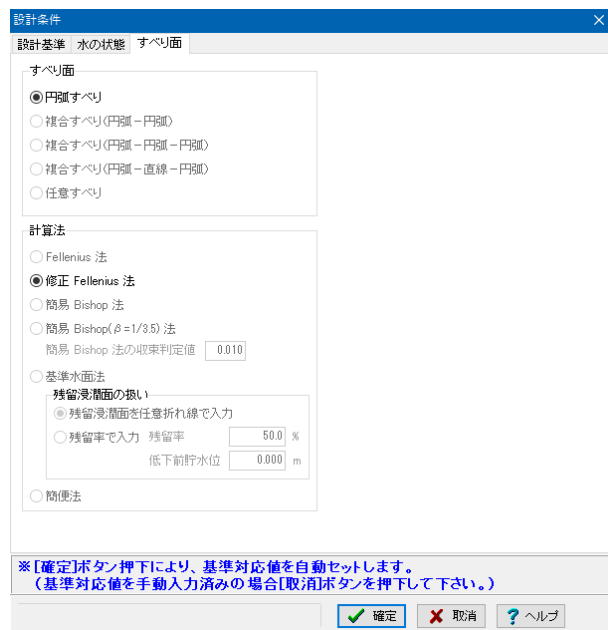 設計条件
設計基準 水の状態 すべり面
すべり面
円弧すべり
複合すべり(円弧－円弧)
複合すべり(円弧－円弧－円弧)
複合すべり(円弧－直線－円弧)
任意すべり
計算法
Fellenius 法
修正 Fellenius 法
簡易 Bishop 法
簡易 Bishop(β=1/3.5) 法
簡易 Bishop 法の収束判定値 0.010
基準水面法
残留浸潤面の扱い
残留浸潤面を任意折れ線で入力
残留率で入力 残留率 50.0 %
低下前貯水位 0.000 m
簡便法
※[確定]ボタン押下により、基準対応値を自動セットします。
(基準対応値を手動入力済みの場合[取消]ボタンを押下して下さい。)
確定 取消 ヘルプ